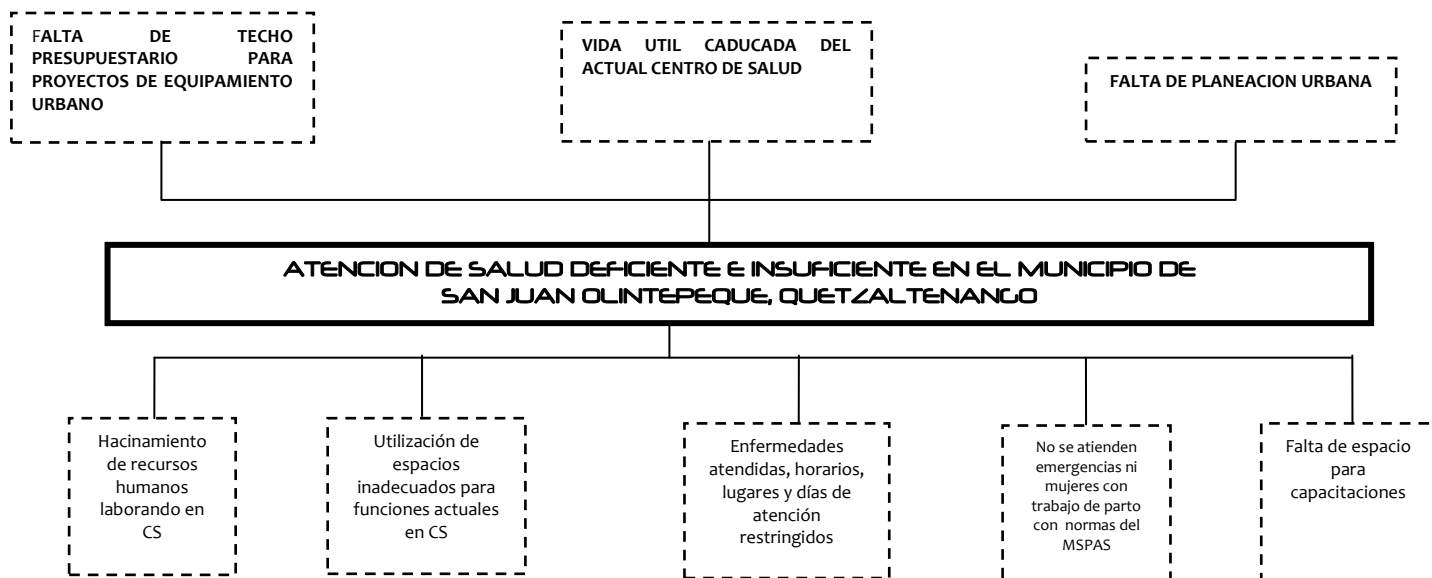 FALTA DE TECHO
PRESUPUESTARIO PARA
PROYECTOS DE EQUIPAMIENTO
URBANO
VIDA UTIL CADUCADA DEL
ACTUAL CENTRO DE SALUD
FALTA DE PLANEACION URBANA
ATENCION DE SALUD DEFICIENTE E INSUFICIENTE EN EL MUNICIPIO DE
SAN JUAN OLINTEPEQUE, QUETZALTENANGO
Hacinamiento
de recursos
humanos
laborando en
CS
Utilización de
espacios
inadecuados para
funciones actuales
en CS
Enfermedades
atendidas, horarios,
lugares y días de
atención
restringidos
No se atienden
emergencias ni
mujeres con
trabajo de parto
con normas del
MSPAS
Falta de espacio
para
capacitaciones